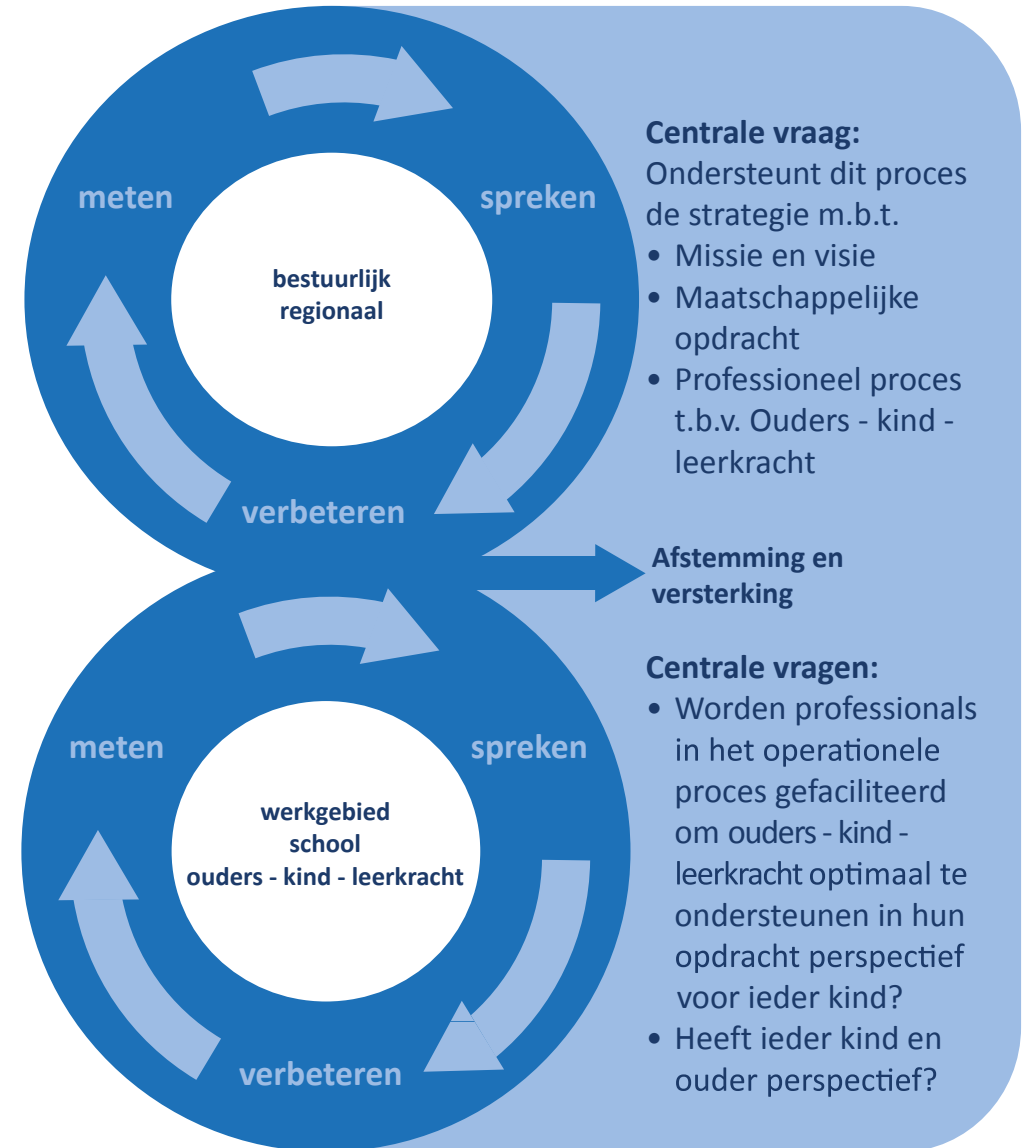 meten
spreken
bestuurlijk
regionaal
verbeteren
Centrale vraag:
Ondersteunt dit proces
de strategie m.b.t.
• Missie en visie
• Maatschappelijke
opdracht
• Professioneel proces
t.b.v. Ouders - kind -
leerkracht
Afstemming en
versterking
meten
spreken
werkgebied
school
ouders - kind - leerkracht
verbeteren
Centrale vragen:
• Worden professionals
in het operationele
proces gefaciliteerd
om ouders - kind -
leerkracht optimaal te
ondersteunen in hun
opdracht perspectief
voor ieder kind?
• Heeft ieder kind en
ouder perspectief?